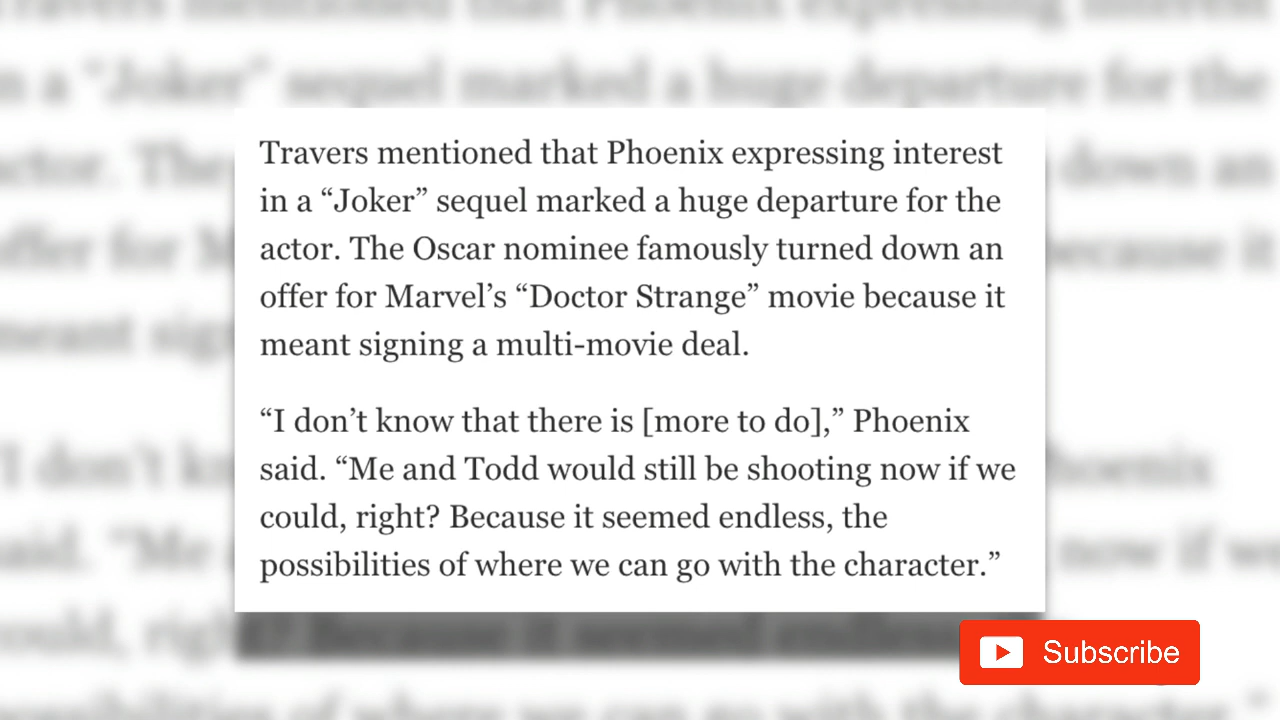 Travers mentioned that Phoenix expressing interest
in a “Joker” sequel marked a huge departure for the
actor. The Oscar nominee famously turned down an
offer for Marvel’s “Doctor Strange” movie because it
meant signing a multi-movie deal.
“I don’t know that there is [more to do],” Phoenix
said. “Me and Todd would still be shooting now if we
could, right? Because it seemed endless, the
possibilities of where we can go with the character.”
Subscribe